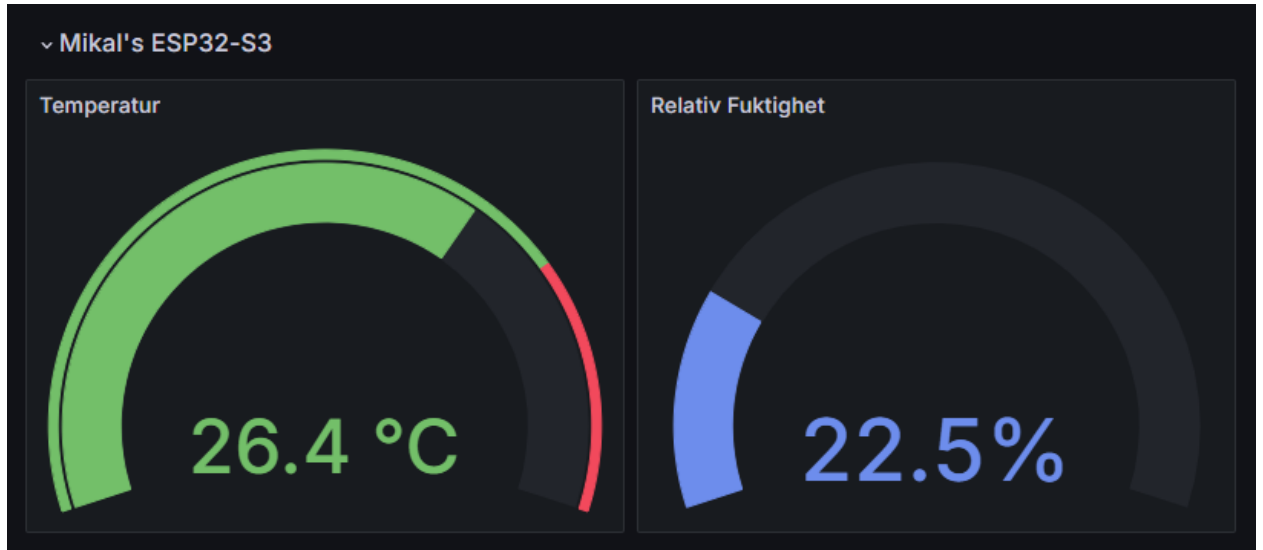 Mikal's ESP32-S3
Temperatur
26.4 °C
Relativ Fuktighet
22.5%